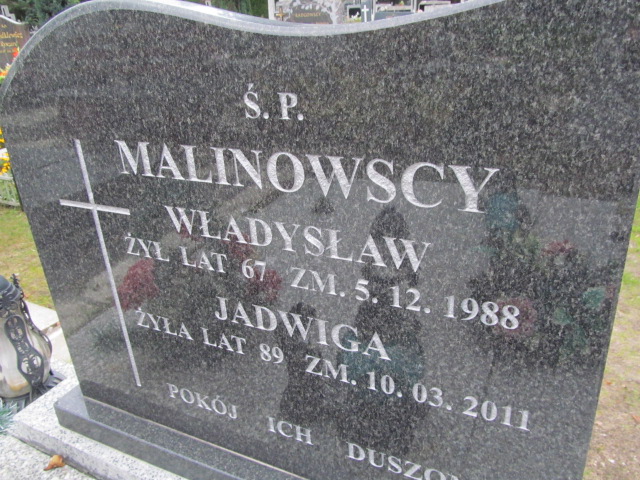 Ś. P.
MALINOWSCY
WŁADYSŁAW
ŻYŁ LAT 67 ZM. 5. 12. 1988
JADWIGA
ŻYŁA LAT 89 ZM. 10. 03. 2011
POKÓJ ICH DUSZOM